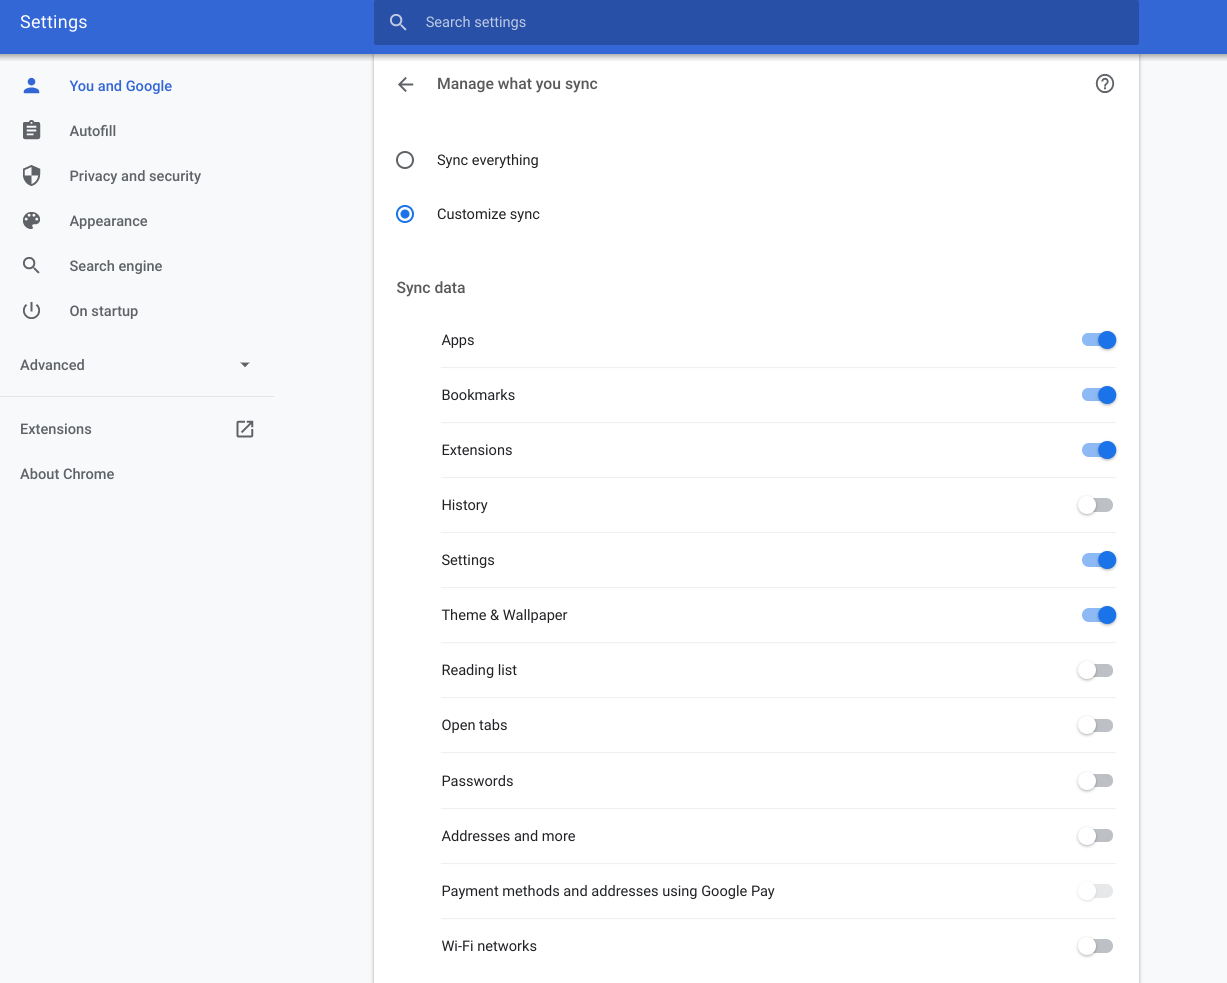 Settings
Search settings
You and Google
Autofill
Privacy and security
Appearance
Search engine
On startup
Advanced
Extensions
About Chrome
Manage what you sync
Sync everything
Customize sync
Sync data
Apps
Bookmarks
Extensions
History
Settings
Theme & Wallpaper
Reading list
Open tabs
Passwords
Addresses and more
Payment methods and addresses using Google Pay
Wi-Fi networks